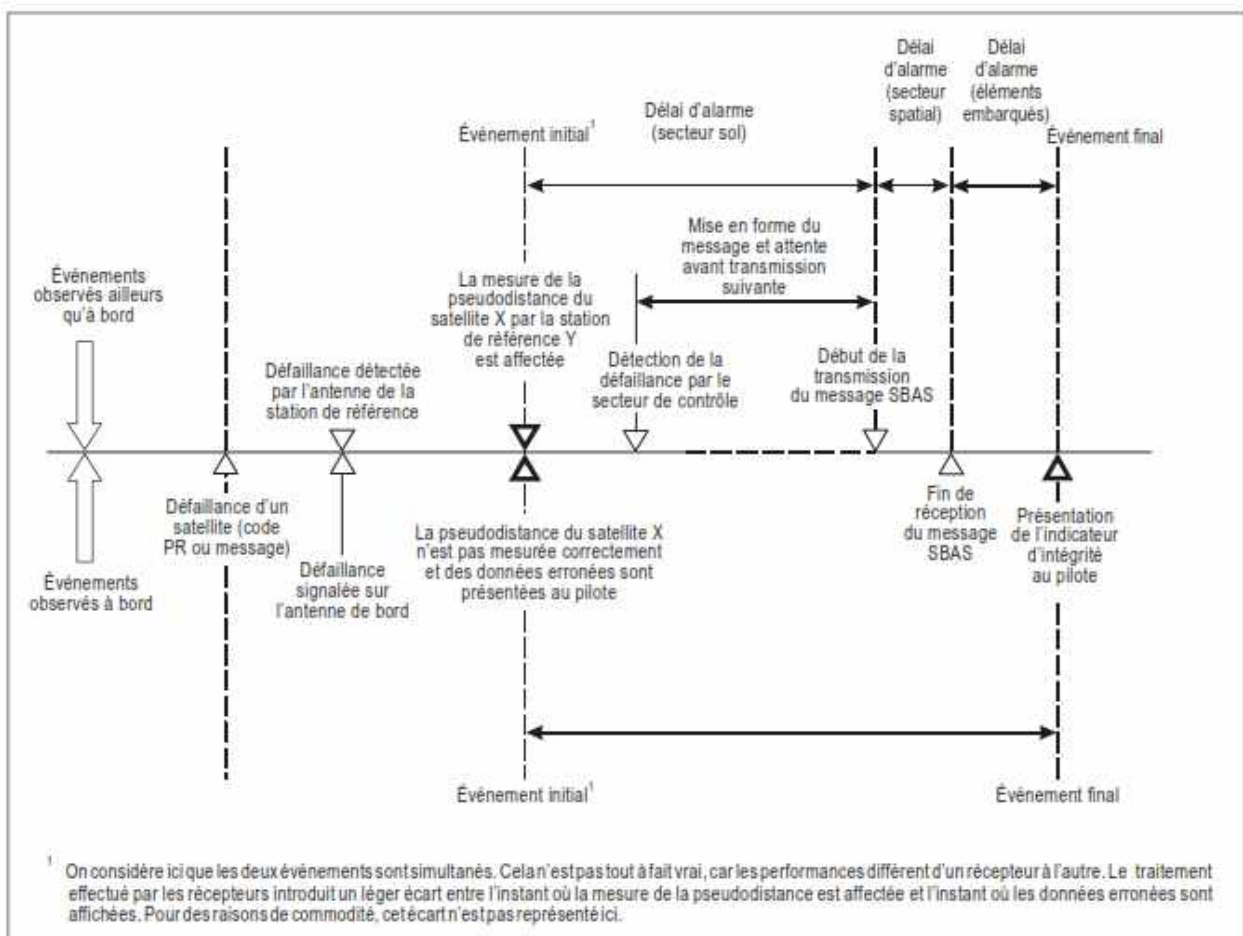 Délai
d'alarme
(secteur
spatial)
Délai
d'alarme
(éléments
embarqués)
Délai d'alarme
(secteur sol)
Événement initial1
Événement final
Mise en forme du
message et attente
avant transmission
suivante
Événements
observés ailleurs
qu'à bord
La mesure de la
pseudodistance du
satellite X par la station
de référence Y
est affectée
Défaillance détectée
par l'antenne de la
station de référence
Détection de la
défaillance par le
secteur de contrôle
Début de la
transmission
du message SBAS
Événements
observés à bord
Défaillance d'un
satellite (code
PR ou message)
Défaillance
signalée sur
l'antenne de bord
La pseudodistance du satellite X
n'est pas mesurée correctement
et des données erronées sont
présentées au pilote
Fin de
réception
du message
SBAS
Présentation
de l'indicateur
d'intégrité
au pilote
Événement initial1
Événement final
1 On considère ici que les deux événements sont simultanés. Cela n'est pas tout à fait vrai, car les performances diffèrent d'un récepteur à l'autre. Le traitement
effectué par les récepteurs introduit un léger écart entre l'instant où la mesure de la pseudodistance est affectée et l'instant où les données erronées sont
affichées. Pour des raisons de commodité, cet écart n'est pas représenté ici.